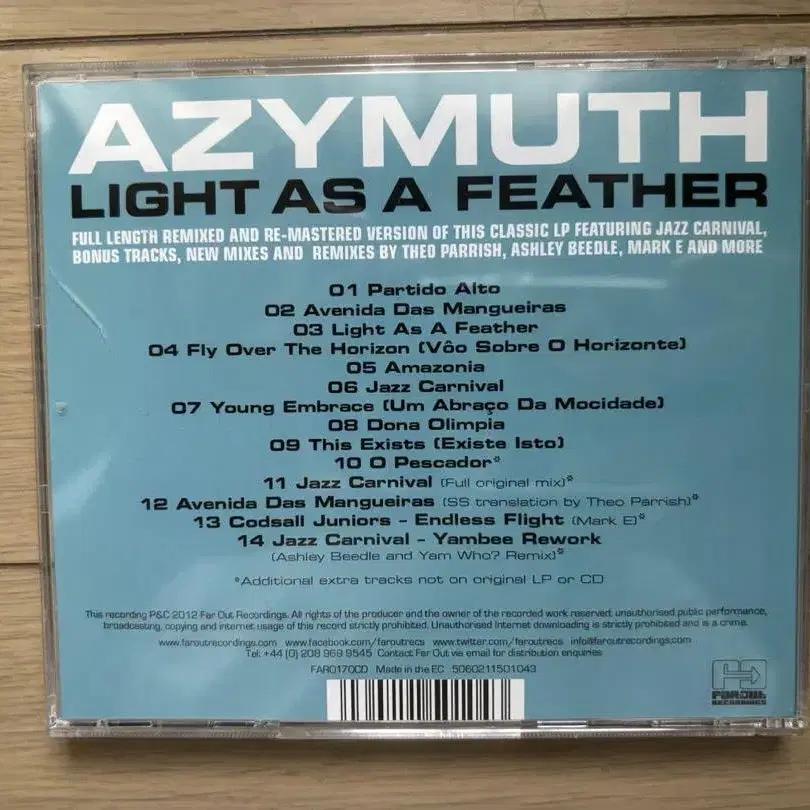 AZYMUTH
LIGHT AS A FEATHER
FULL LENGTH REMIXED AND RE-MASTERED VERSION OF THIS CLASSIC LP FEATURING JAZZ CARNIVAL,
BONUS TRACKS, NEW MIXES AND REMIXES BY THEO PARRISH, ASHLEY BEEDLE, MARK E AND MORE
01 Partido Alto
02 Avenida Das Mangueiras
03 Light As A Feather
04 Fly Over The Horizon (Vôo Sobre O Horizonte)
05 Amazonia
06 Jazz Carnival
07 Young Embrace (Um Abraço Da Mocidade)
08 Dona Olimpia
09 This Exists (Existe Isto)
10 O Pescador*
11 Jazz Carnival (Full original mix)*
12 Avenida Das Mangueiras (SS translation by Theo Parrish)*
13 Codsall Juniors - Endless Flight (Mark E)*
14 Jazz Carnival - Yambee Rework
(Ashley Beedle and Yam Who? Remix)*
*Additional extra tracks not on original LP or CD
This recording P&C 2012 Far Out Recordings. All rights of the producer and the owner of the recorded work reserved, unauthorised public performance,
broadcasting, copying and internet usage of this record strictly prohibited. Unauthorised Internet downloading is strictly prohibited and is a crime.
www.faroutrecordings.com www.facebook.com/faroutrecs www.twitter.com/faroutrecs info@faroutrecordings.com
Tel: +44 (0) 208 969 9545 Contact Far Out via email for distribution enquiries
FARO170CD Made in the EC 5060211501043
FAROUT
RECORDINGS